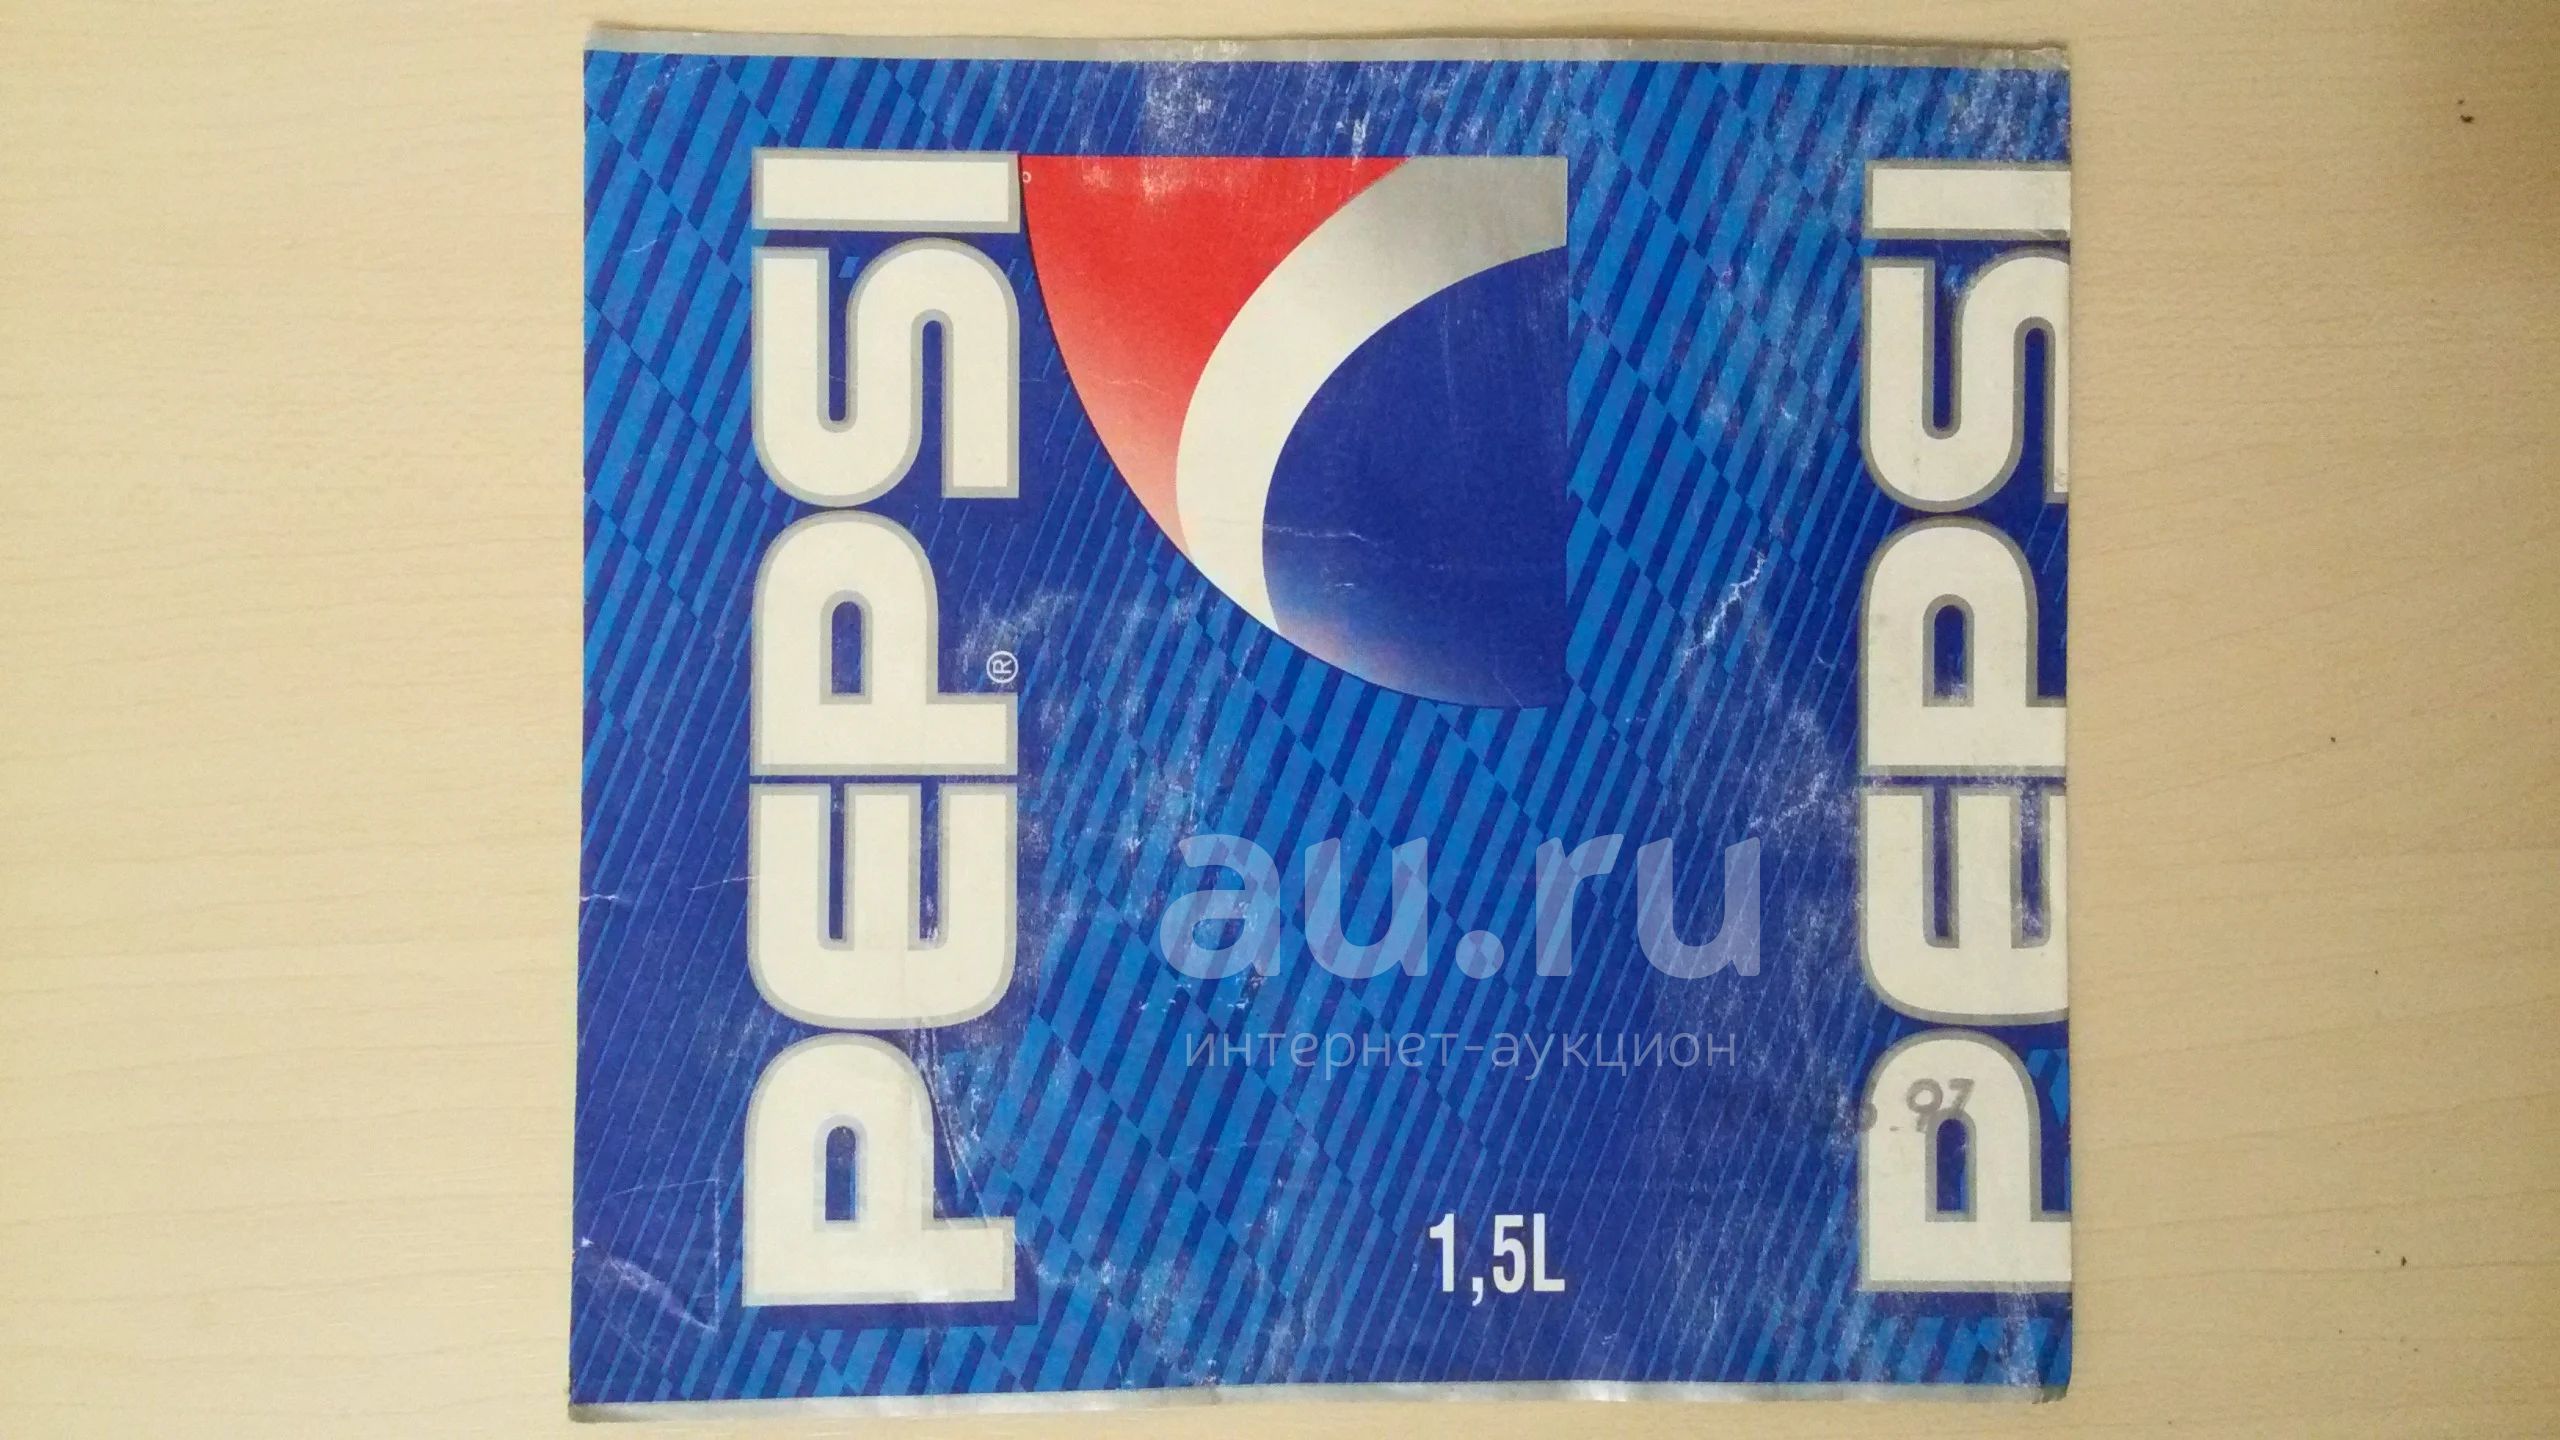 PEPSI
®
PEPSI
1,5L
au.ru
интернет-аукцион